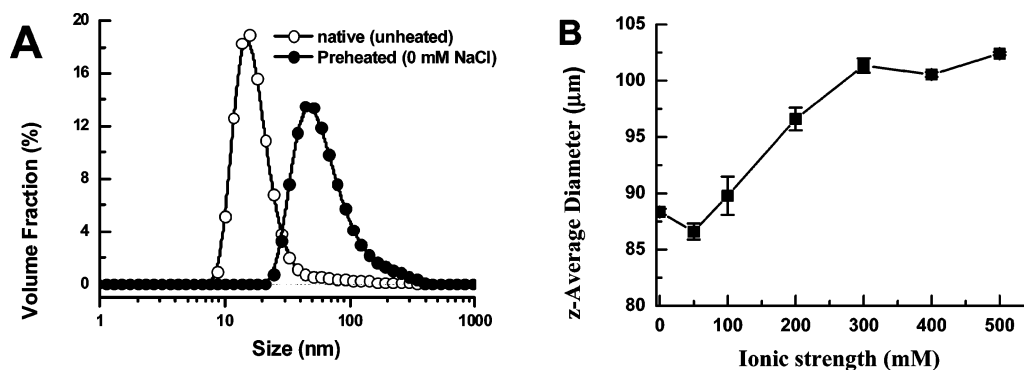 A
native (unheated)
Preheated (0 mM NaCl)
Volume Fraction (%)
20
16
12
8
4
0
1 10 100 1000
Size (nm)
B
z-Average Diameter (μm)
105
100
95
90
85
80
0 100 200 300 400 500
Ionic strength (mM)